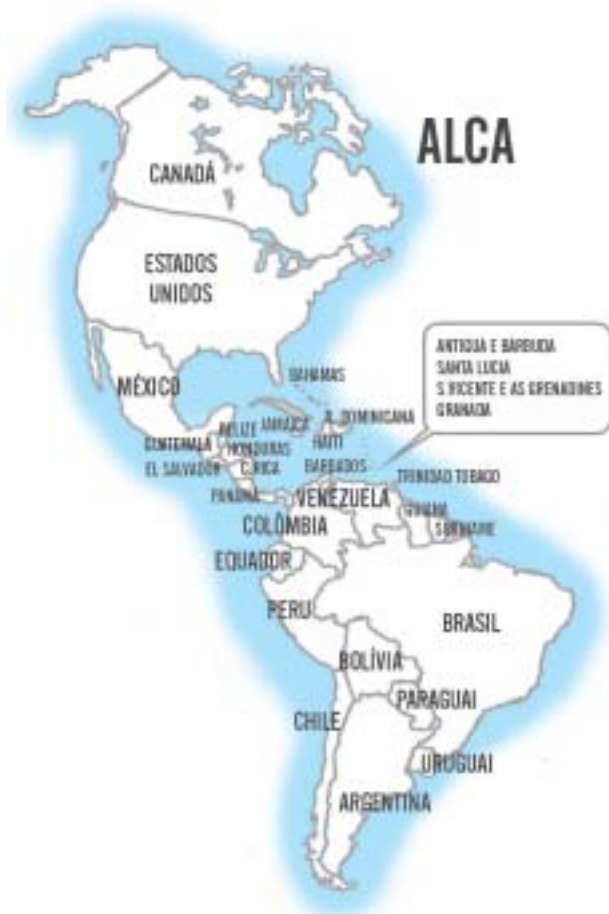 ALCA
CANADÁ
ESTADOS
UNIDOS
ANTIGUA E BARBUDA
SANTA LUCIA
S VICENTE E AS GRENADINES
GRANADA
MÉXICO
BAHAMAS
BELIZE
JAMAICA
R. DOMINICANA
GUATEMALA
HONDURAS
HAITI
EL SALVADOR
C.RICA
BARBADOS
TRINIDAD TOBAGO
PANAMÁ
VENEZUELA
GUIANA
COLÔMBIA
SURINAME
EQUADOR
PERU
BRASIL
BOLÍVIA
PARAGUAI
CHILE
URUGUAI
ARGENTINA